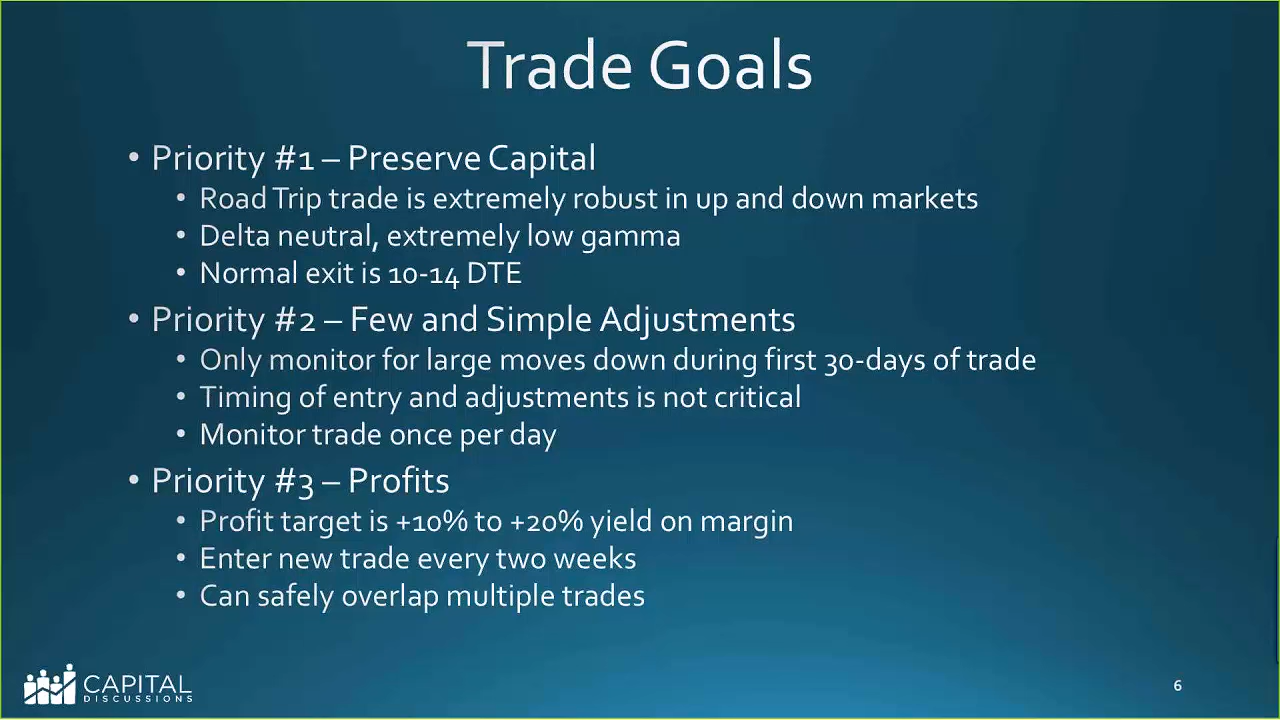 Trade Goals
• Priority #1 – Preserve Capital
• Road Trip trade is extremely robust in up and down markets
• Delta neutral, extremely low gamma
• Normal exit is 10-14 DTE
• Priority #2 – Few and Simple Adjustments
• Only monitor for large moves down during first 30-days of trade
• Timing of entry and adjustments is not critical
• Monitor trade once per day
• Priority #3 – Profits
• Profit target is +10% to +20% yield on margin
• Enter new trade every two weeks
• Can safely overlap multiple trades
CAPITAL
DISCUSSIONS
6